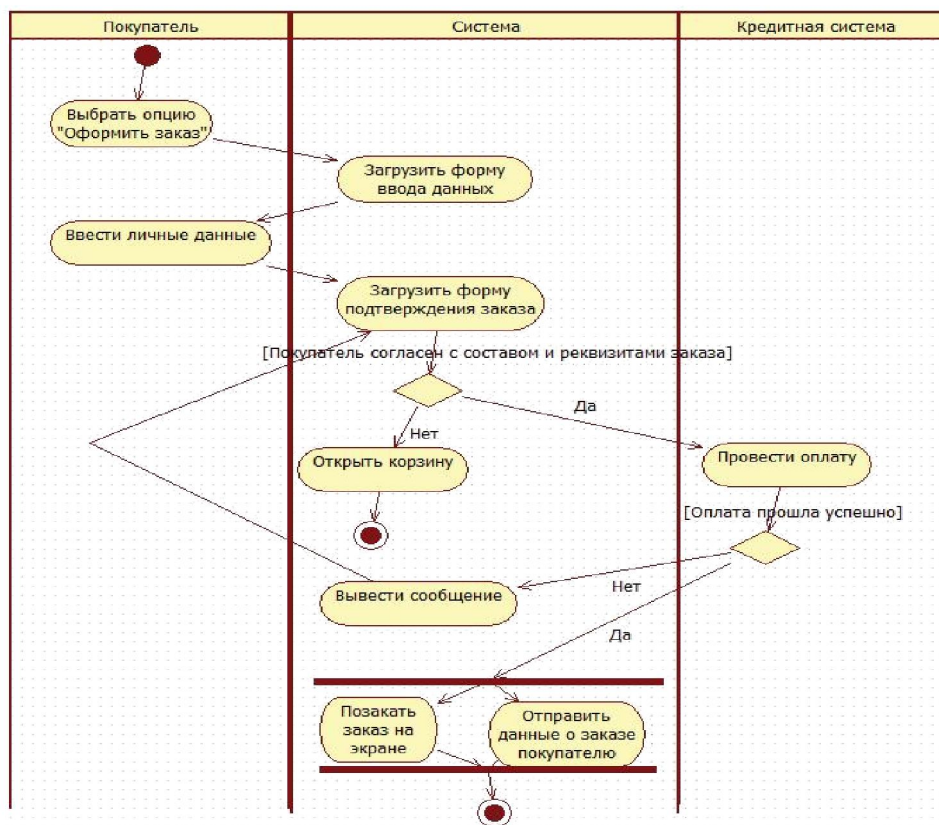 Покупатель
Система
Кредитная система
Выбрать опцию
"Оформить заказ"
Загрузить форму
ввода данных
Ввести личные данные
Загрузить форму
подтверждения заказа
[Покупатель согласен с составом и реквизитами заказа]
Да
Нет
Открыть корзину
Провести оплату
[Оплата прошла успешно]
Нет
Вывести сообщение
Да
Позакать
заказ на
экране
Отправить
данные о заказе
покупателю